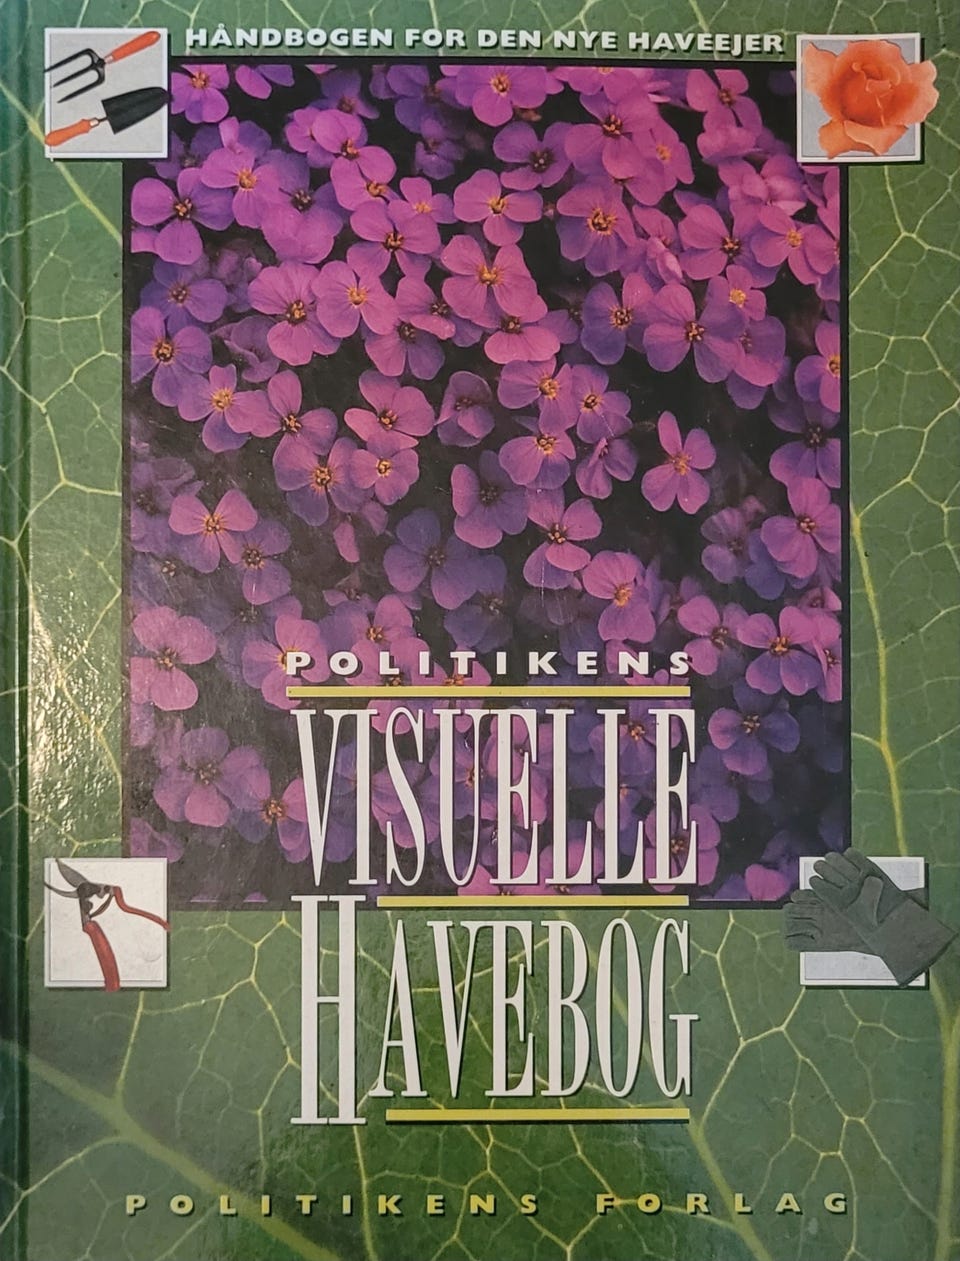 HÅNDBOGEN FOR DEN NYE HAVEEJER
POLITIKENS
VISUELLE
HAVEBOG
POLITIKENS FORLAG